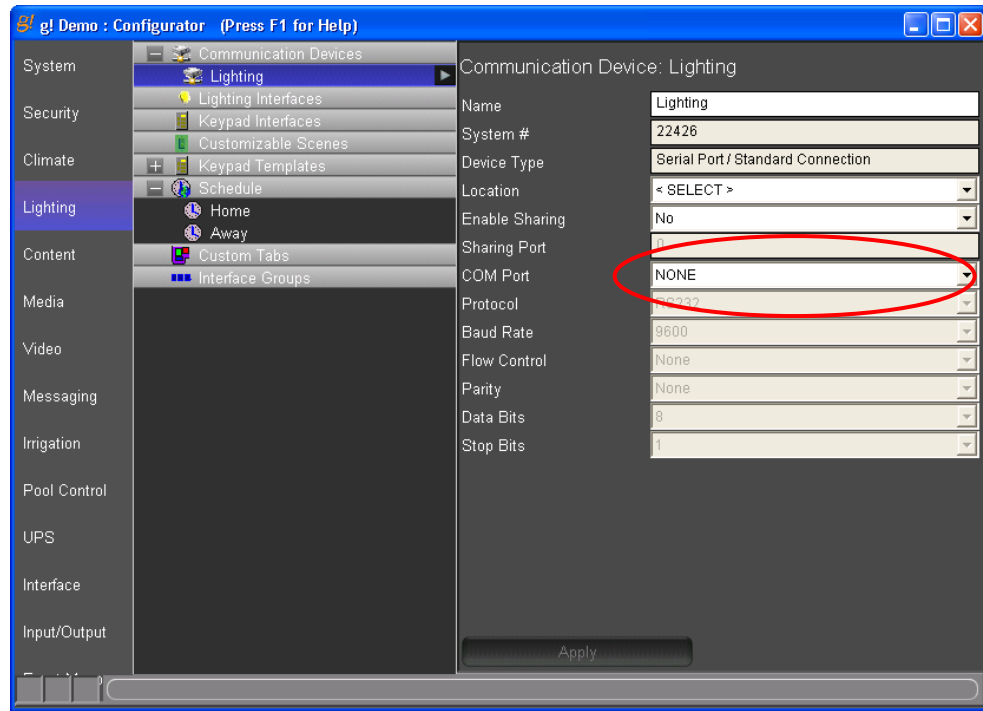 g! g! Demo : Configurator (Press F1 for Help)
System
Security
Climate
Lighting
Content
Media
Video
Messaging
Irrigation
Pool Control
UPS
Interface
Input/Output
Communication Devices
Lighting
Lighting Interfaces
Keypad Interfaces
Customizable Scenes
Keypad Templates
Schedule
Home
Away
Custom Tabs
Interface Groups
Communication Device: Lighting
Name Lighting
System # 22426
Device Type Serial Port / Standard Connection
Location < SELECT >
Enable Sharing No
Sharing Port 0
COM Port NONE
Protocol RS232
Baud Rate 9600
Flow Control None
Parity None
Data Bits 8
Stop Bits 1
Apply